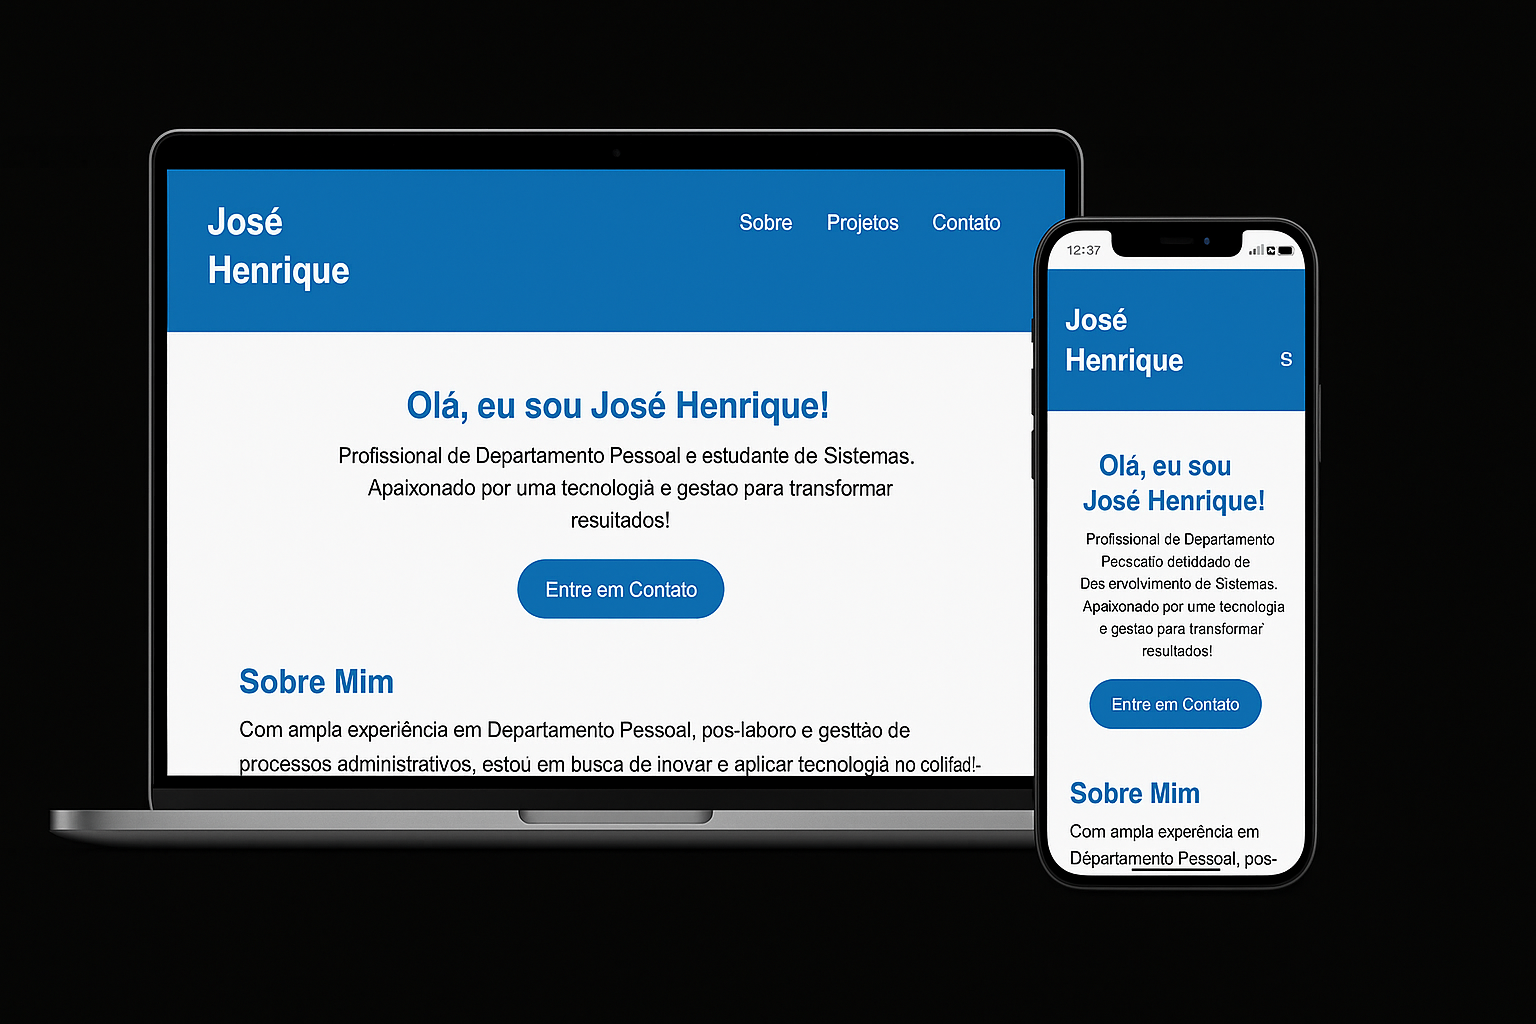 José
Henrique
Sobre Projetos Contato
Olá, eu sou José Henrique!
Profissional de Departamento Pessoal e estudante de Sistemas.
Apaixonado por uma tecnologià e gestao para transformar
resuitados!
Entre em Contato
Sobre Mim
Com ampla experiência em Departamento Pessoal, pos-laboro e gesttào de
processos administrativos, estoú em busca de inovar e aplicar tecnologià no colifad!-
12:37
José
Henrique
S
Olá, eu sou
José Henrique!
Profissional de Departamento
Pecscatio detiddado de
Des ervolvimento de Sistemas.
Apaixonado por ume tecnologia
e gestao para transformar
resultados!
Entre em Contato
Sobre Mim
Com ampla experência em
Départamento Pessoal, pos-